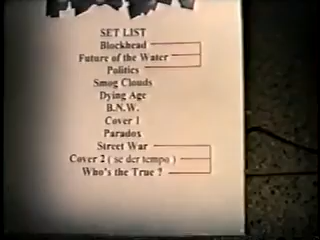 SET LIST
Blockhead
Future of the Water
Politics
Smog Clouds
Dying Age
B.N.W.
Cover 1
Paradox
Street War
Cover 2 ( se der tempo )
Who's the True ?